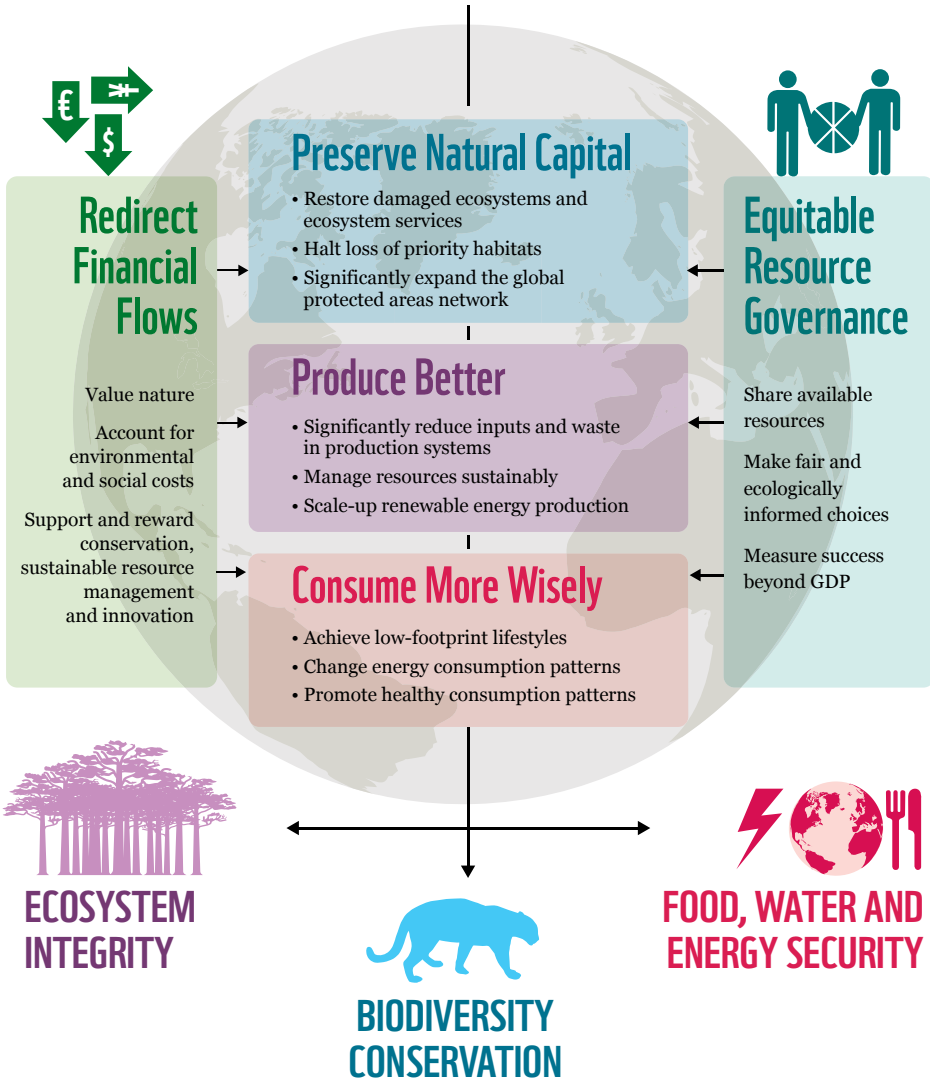 €
¥
$
Redirect
Financial
Flows
Value nature
Account for
environmental
and social costs
Support and reward
conservation,
sustainable resource
management
and innovation
Preserve Natural Capital
• Restore damaged ecosystems and
ecosystem services
• Halt loss of priority habitats
• Significantly expand the global
protected areas network
Produce Better
• Significantly reduce inputs and waste
in production systems
• Manage resources sustainably
• Scale-up renewable energy production
Consume More Wisely
• Achieve low-footprint lifestyles
• Change energy consumption patterns
• Promote healthy consumption patterns
Equitable
Resource
Governance
Share available
resources
Make fair and
ecologically
informed choices
Measure success
beyond GDP
ECOSYSTEM
INTEGRITY
BIODIVERSITY
CONSERVATION
FOOD, WATER AND
ENERGY SECURITY